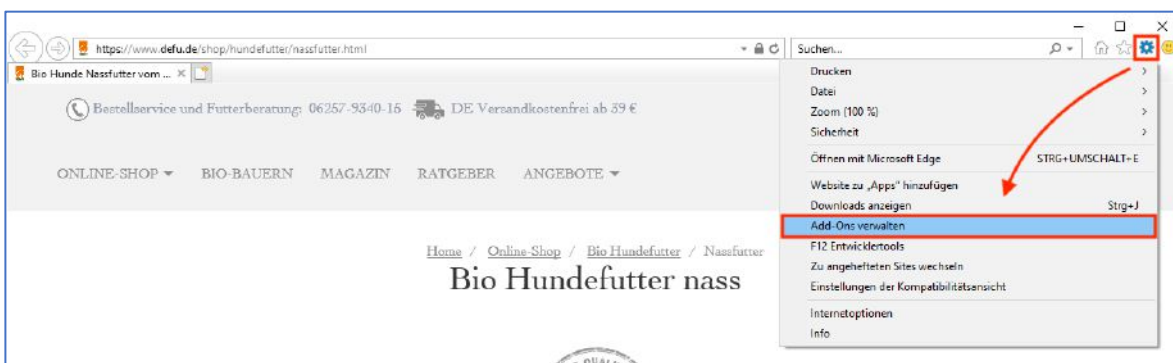 https://www.defu.de/shop/hundefutter/nassfutter.html
Suchen...
Bio Hunde Nassfutter vom ...
Bestellservice und Futterberatung: 06257-9340-15 DE Versandkostenfrei ab 39 €
ONLINE-SHOP BIO-BAUERN MAGAZIN RATGEBER ANGEBOTE
Home / Online-Shop / Bio Hundefutter / Nassfutter
Bio Hundefutter nass
Drucken
Datei
Zoom (100 %)
Sicherheit
Öffnen mit Microsoft Edge STRG+UMSCHALT+E
Website zu „Apps" hinzufügen
Downloads anzeigen Strg+J
Add-Ons verwalten
F12 Entwicklertools
Zu angehefteten Sites wechseln
Einstellungen der Kompatibilitätsansicht
Internetoptionen
Info